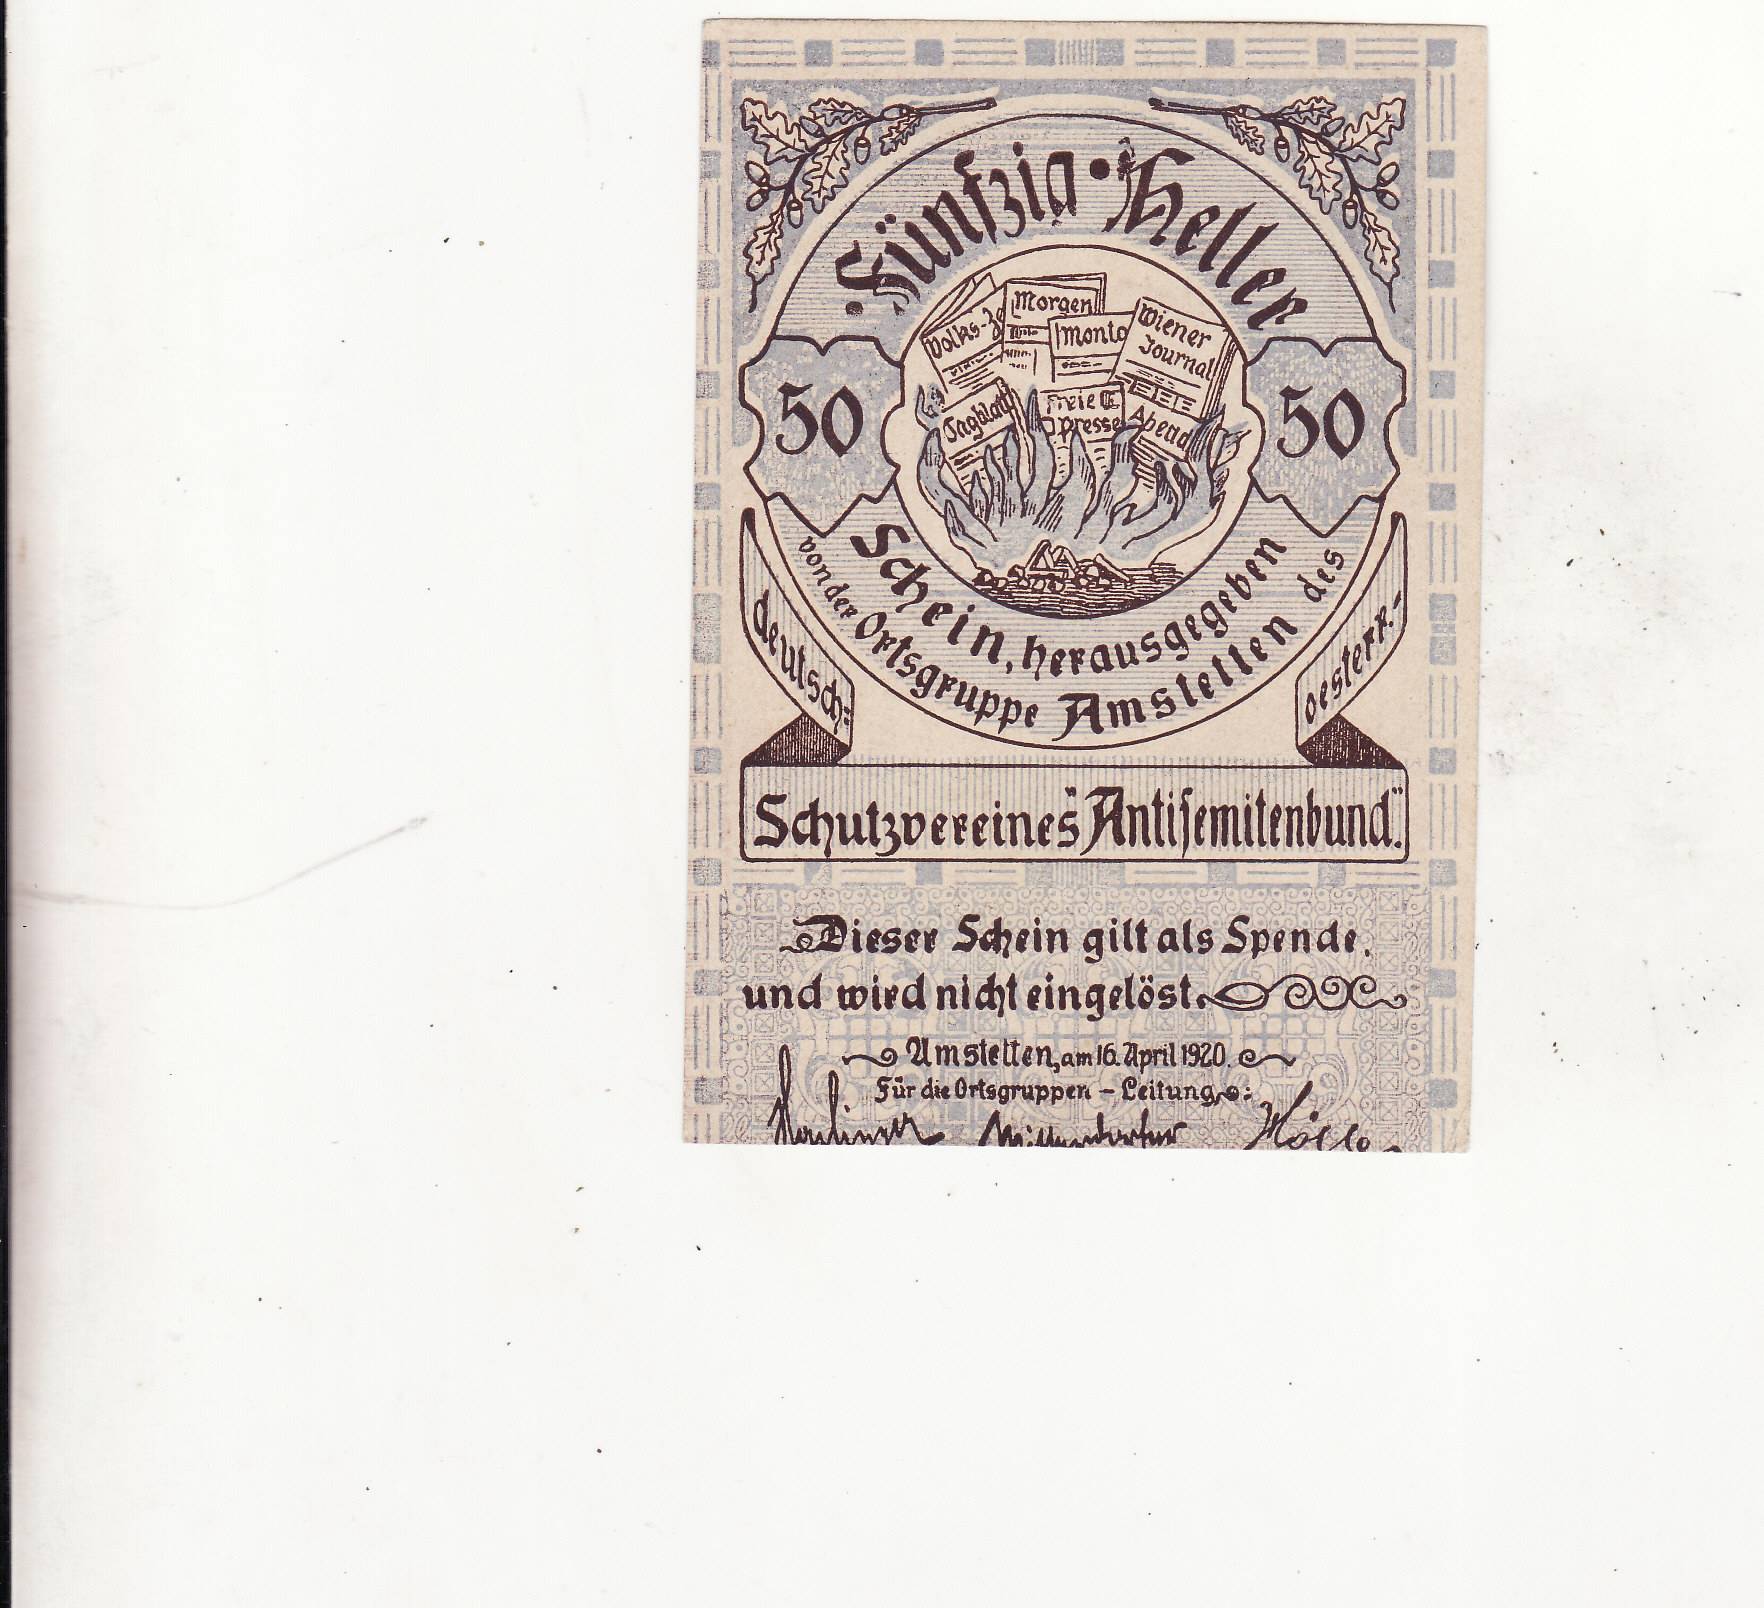 Fünfzig · Heller
Volks-Ze
Morgen
Monta
Wiener
Journal
Tagblatt
Freie
Presse
Abend
50
50
Schein, herausgegeben
von der Ortsgruppe Amstetten des
deutsch=
oesterr.-
Schutzvereines "Antisemitenbund".
Dieser Schein gilt als Spende,
und wird nicht eingelöst.
Amstetten, am 16. April 1920.
Für die Ortsgruppen - Leitung: